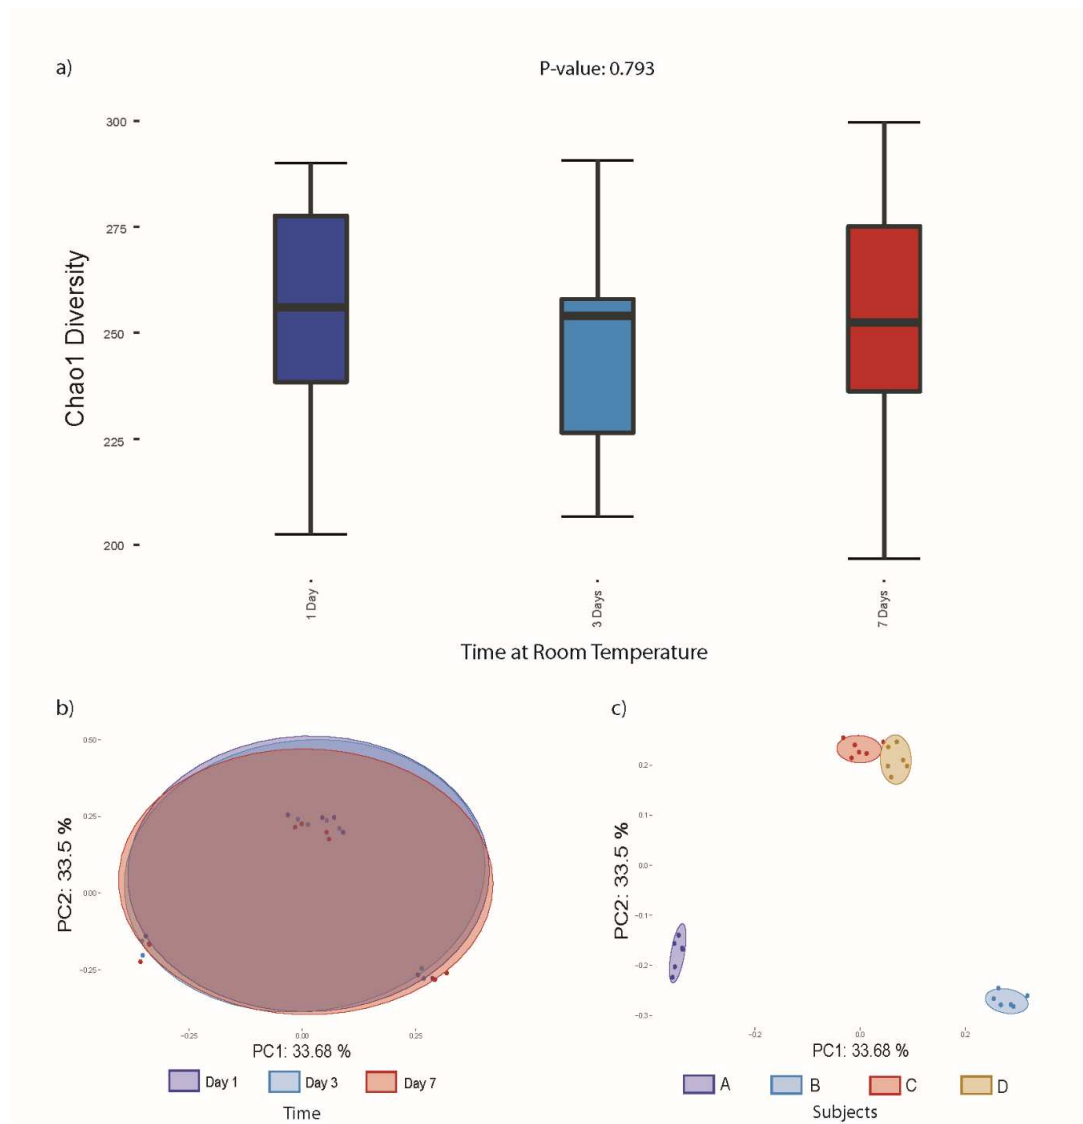 a)
P-value: 0.793
300
275
250
225
200
Chao1 Diversity
1 Day
3 Days
7 Days
Time at Room Temperature
b)
0.50
0.25
0.00
-0.25
PC2: 33.5 %
-0.25
0.00
0.25
PC1: 33.68 %
Day 1
Day 3
Day 7
Time
c)
0.2
0.1
0.0
-0.1
-0.2
-0.3
PC2: 33.5 %
-0.2
0.0
0.2
PC1: 33.68 %
A
B
C
D
Subjects